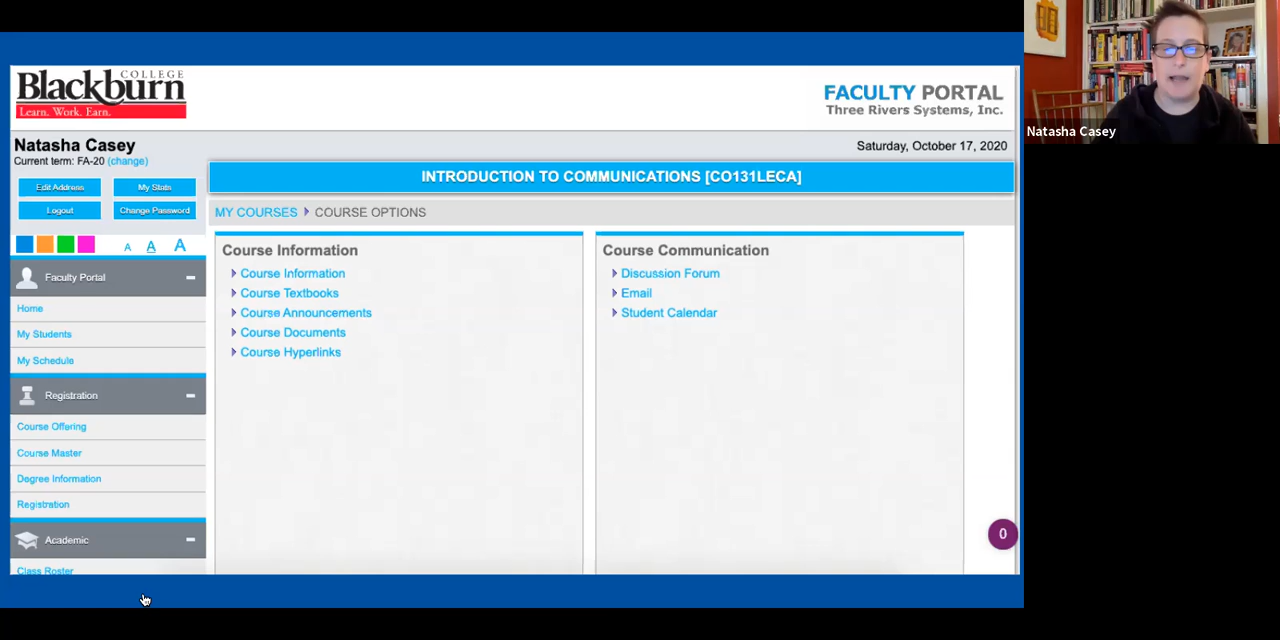 COLLEGE
Blackburn
Learn. Work. Earn.
FACULTY PORTAL
Three Rivers Systems, Inc.
Natasha Casey
Natasha Casey
Current term: FA-20 (change)
Saturday, October 17, 2020
Edit Address
My Stats
Logout
Change Password
A A A
INTRODUCTION TO COMMUNICATIONS [CO131LECA]
MY COURSES COURSE OPTIONS
Faculty Portal
Home
My Students
My Schedule
Registration
Course Offering
Course Master
Degree Information
Registration
Academic
Class Roster
Course Information
Course Information
Course Textbooks
Course Announcements
Course Documents
Course Hyperlinks
Course Communication
Discussion Forum
Email
Student Calendar
0